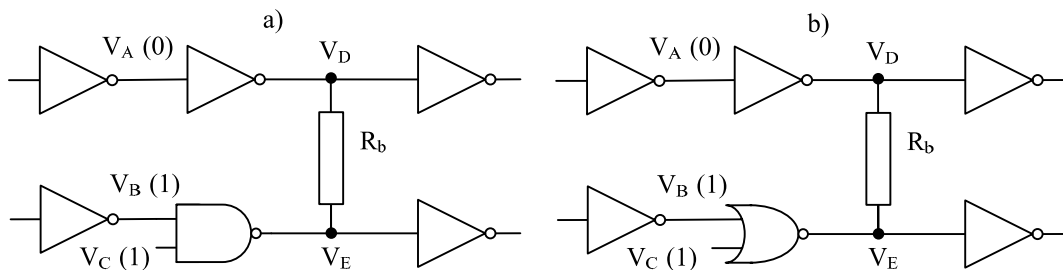 a)
V_A (0)
V_D
R_b
V_B (1)
V_C (1)
V_E
b)
V_A (0)
V_D
R_b
V_B (1)
V_C (1)
V_E